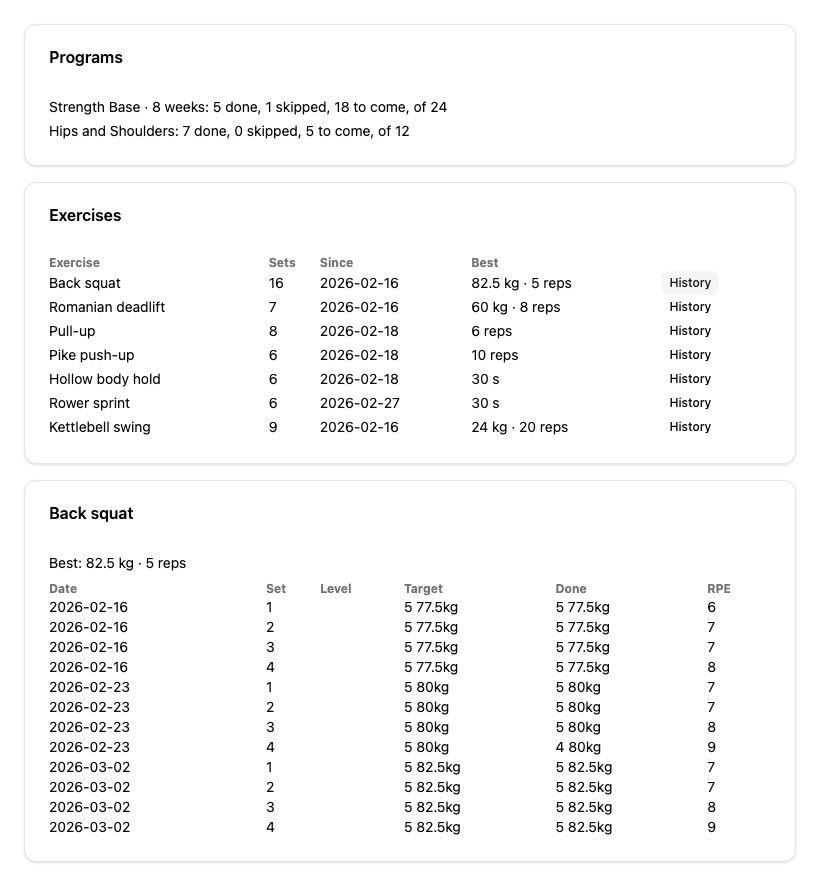 Programs
Strength Base · 8 weeks: 5 done, 1 skipped, 18 to come, of 24
Hips and Shoulders: 7 done, 0 skipped, 5 to come, of 12
Exercises
Exercise Sets Since Best
Back squat 16 2026-02-16 82.5 kg · 5 reps History
Romanian deadlift 7 2026-02-16 60 kg · 8 reps History
Pull-up 8 2026-02-18 6 reps History
Pike push-up 6 2026-02-18 10 reps History
Hollow body hold 6 2026-02-18 30 s History
Rower sprint 6 2026-02-27 30 s History
Kettlebell swing 9 2026-02-16 24 kg · 20 reps History
Back squat
Best: 82.5 kg · 5 reps
Date Set Level Target Done RPE
2026-02-16 1 5 77.5kg 5 77.5kg 6
2026-02-16 2 5 77.5kg 5 77.5kg 7
2026-02-16 3 5 77.5kg 5 77.5kg 7
2026-02-16 4 5 77.5kg 5 77.5kg 8
2026-02-23 1 5 80kg 5 80kg 7
2026-02-23 2 5 80kg 5 80kg 7
2026-02-23 3 5 80kg 5 80kg 8
2026-02-23 4 5 80kg 4 80kg 9
2026-03-02 1 5 82.5kg 5 82.5kg 7
2026-03-02 2 5 82.5kg 5 82.5kg 7
2026-03-02 3 5 82.5kg 5 82.5kg 8
2026-03-02 4 5 82.5kg 5 82.5kg 9